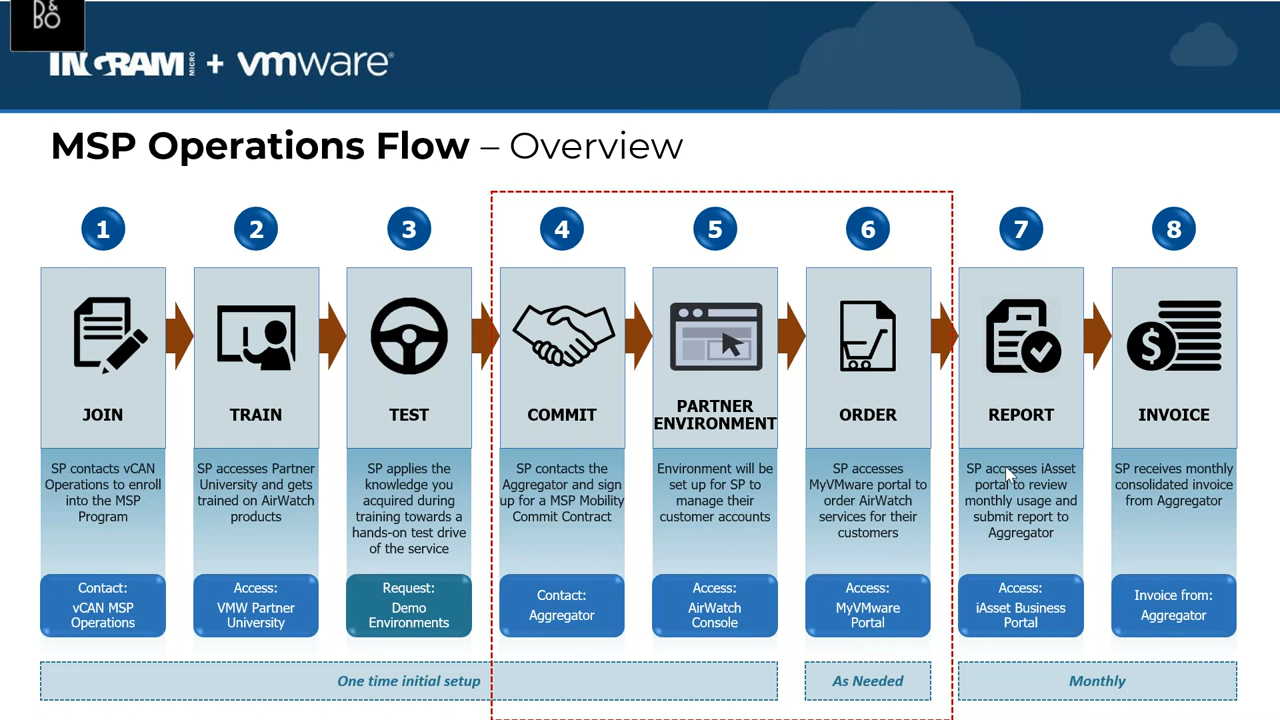 B&
BO
INGRAM MICRO + vmware®
MSP Operations Flow – Overview
1
2
3
4
5
6
7
8
JOIN
TRAIN
TEST
COMMIT
PARTNER
ENVIRONMENT
ORDER
REPORT
INVOICE
SP contacts vCAN
Operations to enroll
into the MSP
Program
SP accesses Partner
University and gets
trained on AirWatch
products
SP applies the
knowledge you
acquired during
training towards a
hands-on test drive
of the service
SP contacts the
Aggregator and sign
up for a MSP Mobility
Commit Contract
Environment will be
set up for SP to
manage their
customer accounts
SP accesses
MyVMware portal to
order AirWatch
services for their
customers
SP accesses iAsset
portal to review
monthly usage and
submit report to
Aggregator
SP receives monthly
consolidated invoice
from Aggregator
Contact:
vCAN MSP
Operations
Access:
VMW Partner
University
Request:
Demo
Environments
Contact:
Aggregator
Access:
AirWatch
Console
Access:
MyVMware
Portal
Access:
iAsset Business
Portal
Invoice from:
Aggregator
One time initial setup
As Needed
Monthly